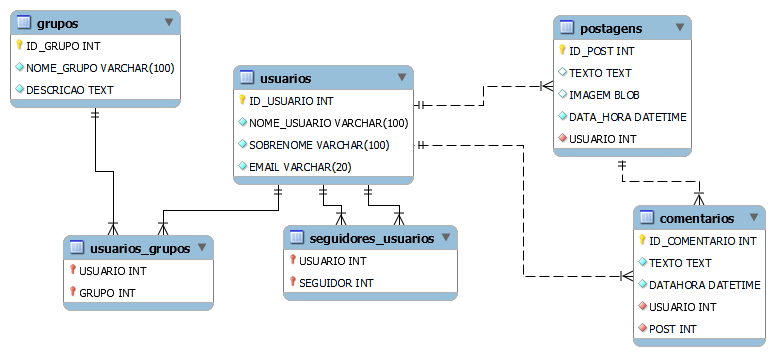 grupos
ID_GRUPO INT
NOME_GRUPO VARCHAR(100)
DESCRICAO TEXT
usuarios
ID_USUARIO INT
NOME_USUARIO VARCHAR(100)
SOBRENOME VARCHAR(100)
EMAIL VARCHAR(20)
postagens
ID_POST INT
TEXTO TEXT
IMAGEM BLOB
DATA_HORA DATETIME
USUARIO INT
usuarios_grupos
USUARIO INT
GRUPO INT
seguidores_usuarios
USUARIO INT
SEGUIDOR INT
comentarios
ID_COMENTARIO INT
TEXTO TEXT
DATAHORA DATETIME
USUARIO INT
POST INT